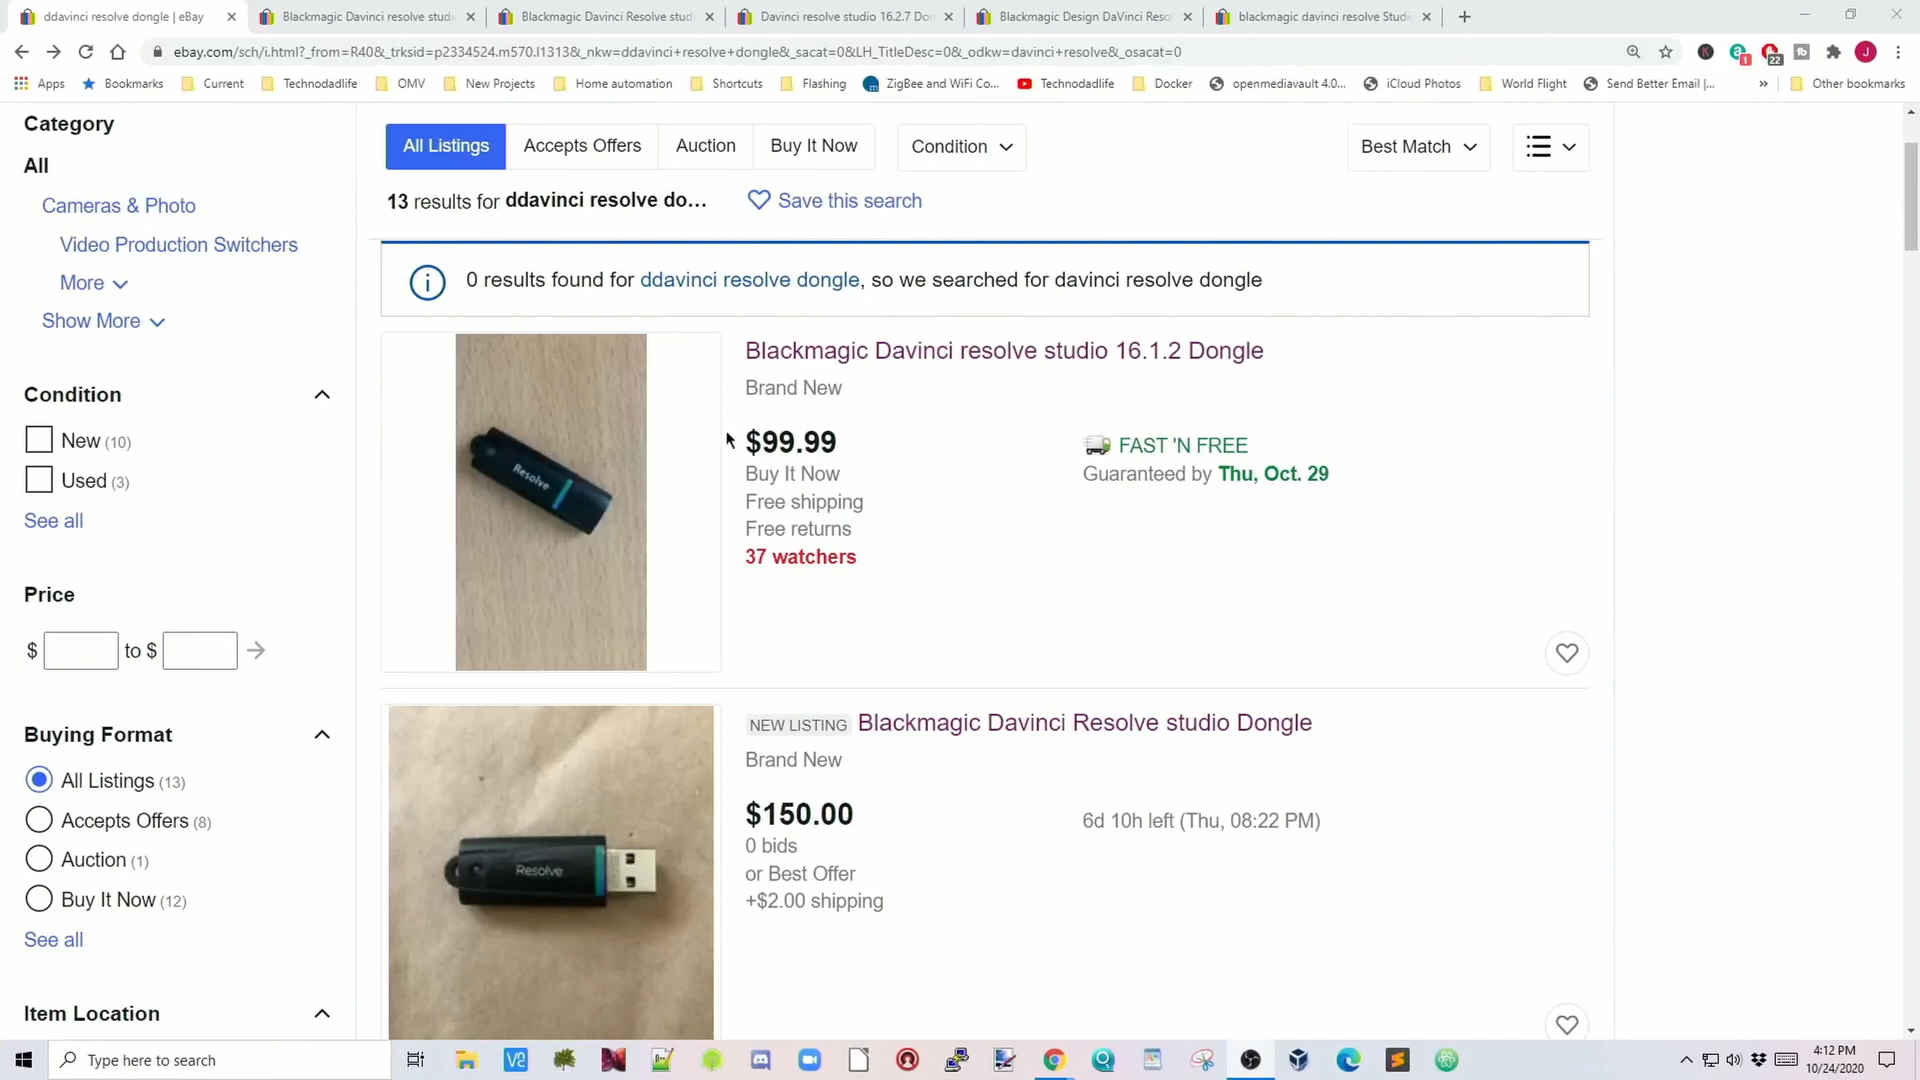 ddavinci resolve dongle | eBay
Blackmagic Davinci resolve studi
Blackmagic Davinci Resolve studi
Davinci resolve studio 16.2.7 Do
Blackmagic Design DaVinci Reso
blackmagic davinci resolve Studi
ebay.com/sch/i.html?_from=R40&_trksid=p2334524.m570.l1313&_nkw=ddavinci+resolve+dongle&_sacat=0&LH_TitleDesc=0&_odkw=davinci+resolve&_osacat=0
1
22
J
Apps
Bookmarks
Current
Technodadlife
OMV
New Projects
Home automation
Shortcuts
Flashing
ZigBee and WiFi Co...
Technodadlife
Docker
openmediavault 4.0...
iCloud Photos
World Flight
Send Better Email |...
»
Other bookmarks
Category
All
Cameras & Photo
Video Production Switchers
More
Show More
Condition
New (10)
Used (3)
See all
Price
$ to $
Buying Format
All Listings (13)
Accepts Offers (8)
Auction (1)
Buy It Now (12)
See all
Item Location
All Listings
Accepts Offers
Auction
Buy It Now
Condition
Best Match
13 results for ddavinci resolve do...
Save this search
0 results found for ddavinci resolve dongle, so we searched for davinci resolve dongle
Resolve
Blackmagic Davinci resolve studio 16.1.2 Dongle
Brand New
$99.99
Buy It Now
Free shipping
Free returns
37 watchers
FAST 'N FREE
Guaranteed by Thu, Oct. 29
Resolve
NEW LISTING Blackmagic Davinci Resolve studio Dongle
Brand New
$150.00
0 bids
or Best Offer
+$2.00 shipping
6d 10h left (Thu, 08:22 PM)
Type here to search
4:12 PM
10/24/2020